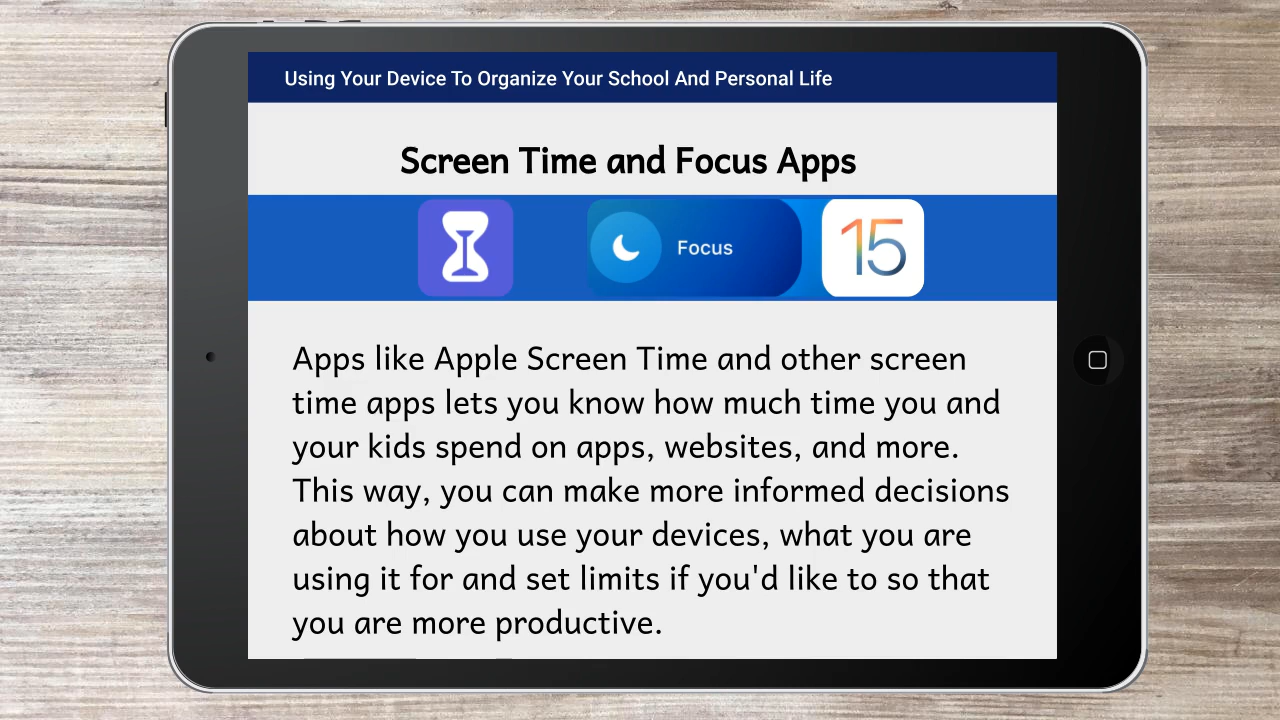 Using Your Device To Organize Your School And Personal Life
Screen Time and Focus Apps
Focus
15
Apps like Apple Screen Time and other screen
time apps lets you know how much time you and
your kids spend on apps, websites, and more.
This way, you can make more informed decisions
about how you use your devices, what you are
using it for and set limits if you'd like to so that
you are more productive.